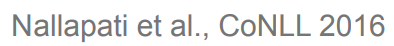 Nallapati et al., CoNLL 2016